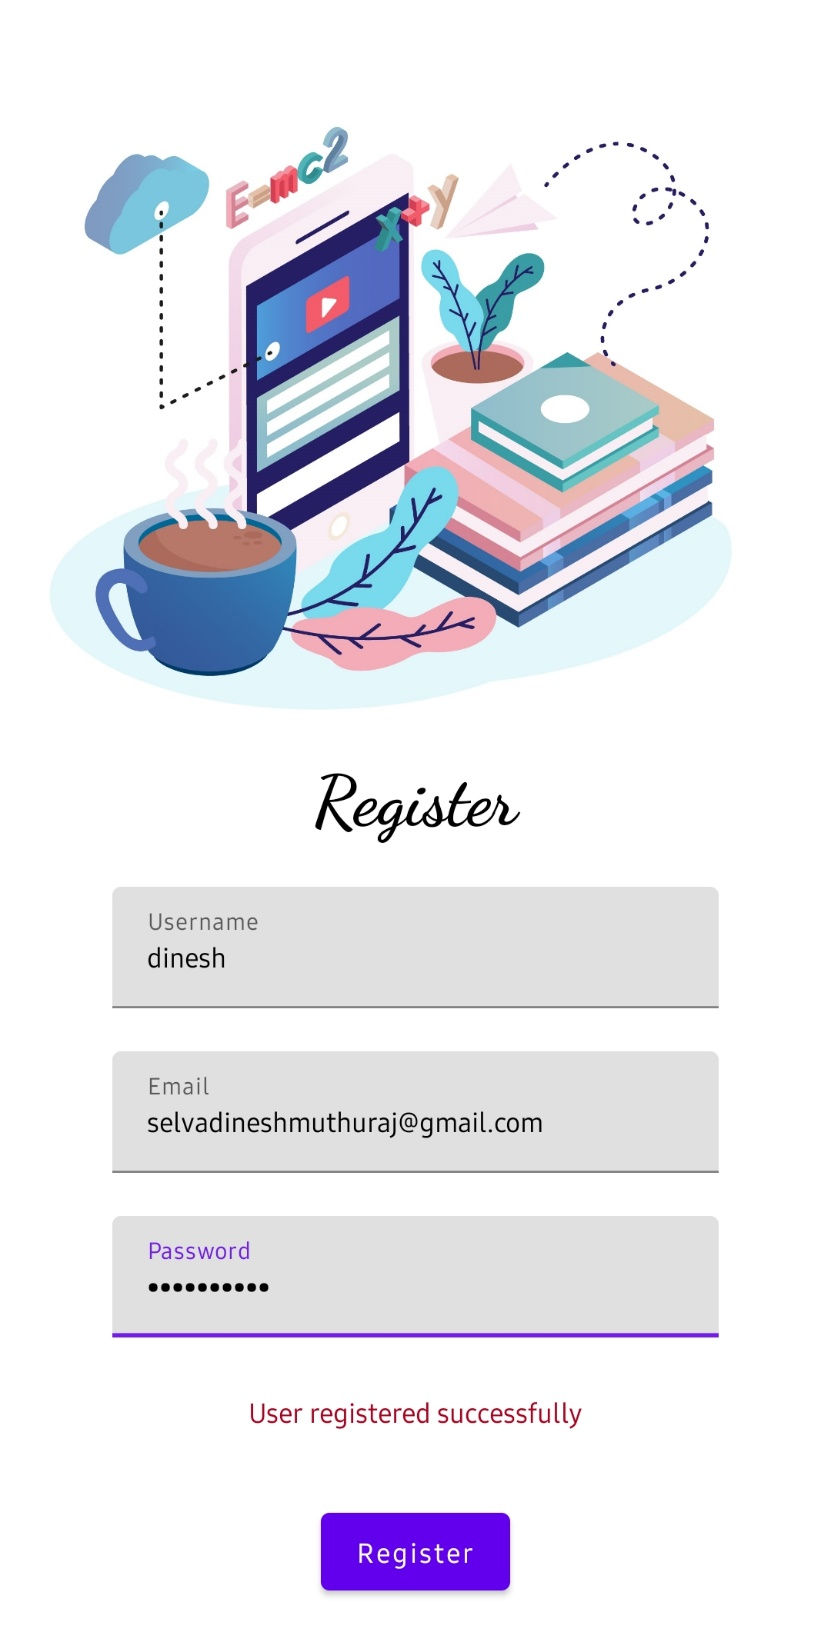 E=mc2
x+y
Register
Username
dinesh
Email
selvadineshmuthuraj@gmail.com
Password
••••••••••
User registered successfully
Register